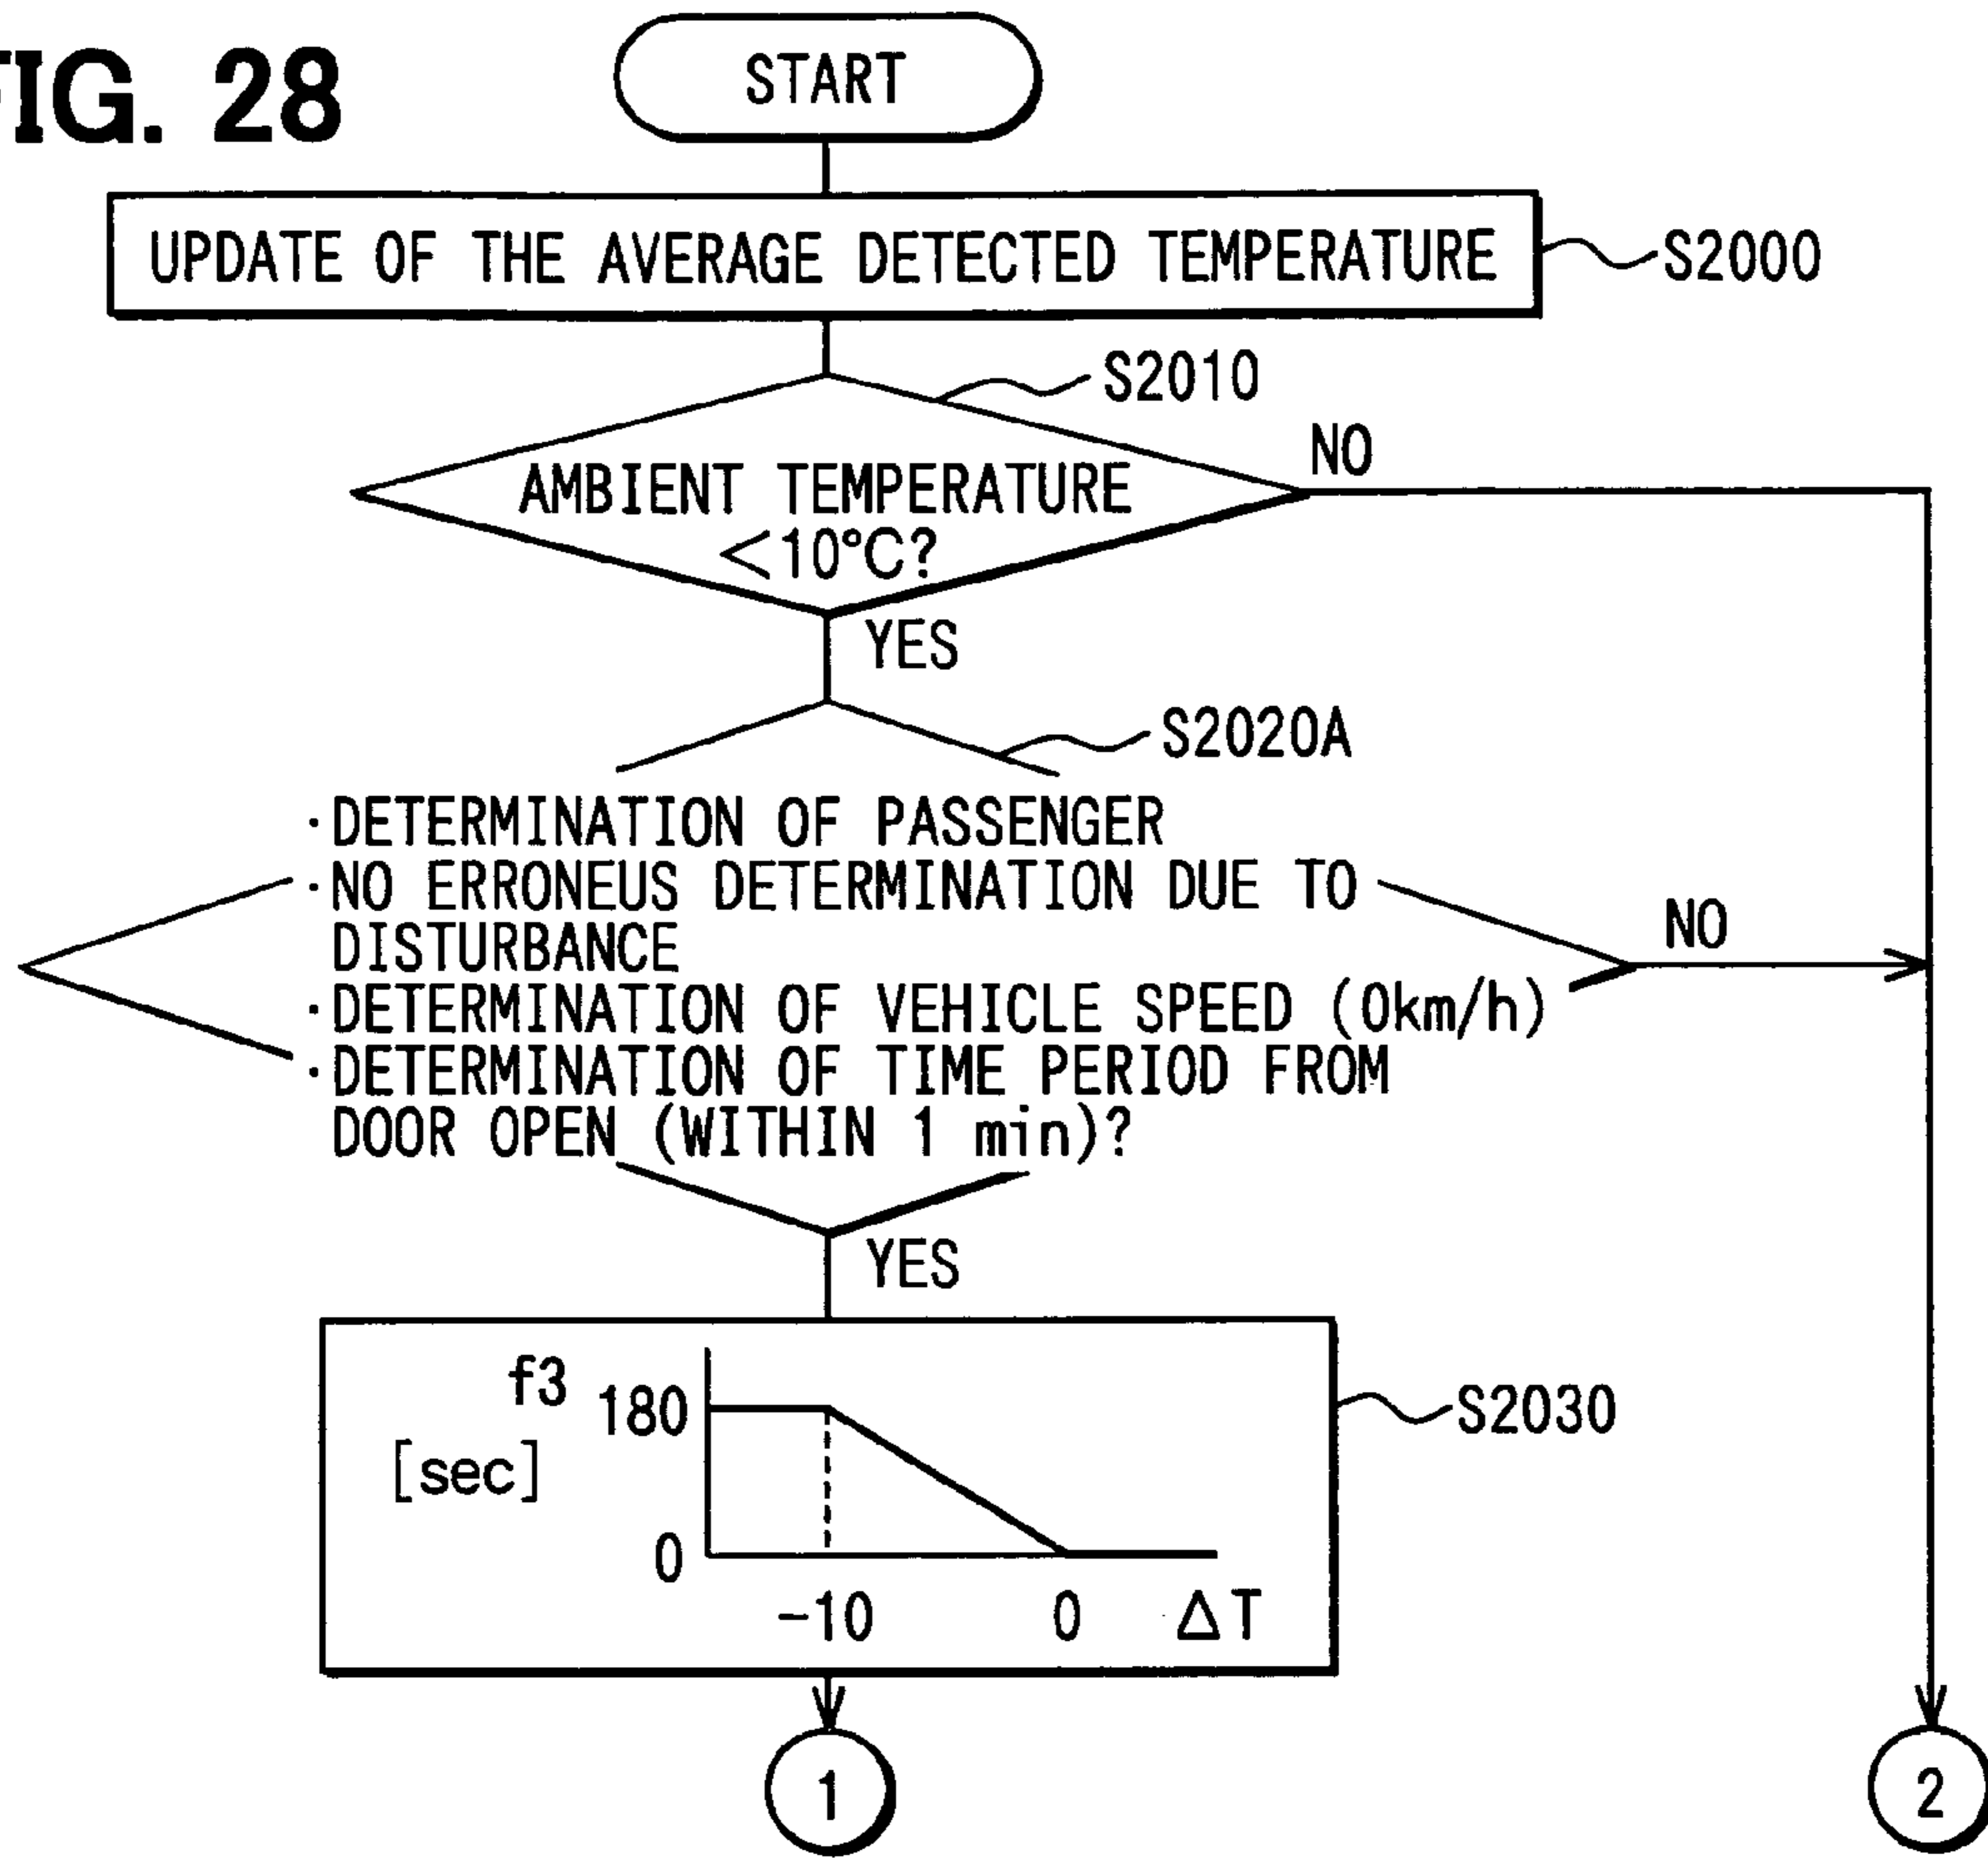 FIG. 28
START
UPDATE OF THE AVERAGE DETECTED TEMPERATURE
S2000
S2010
AMBIENT TEMPERATURE
<10°C?
NO
YES
S2020A
·DETERMINATION OF PASSENGER
·NO ERRONEUS DETERMINATION DUE TO
DISTURBANCE
·DETERMINATION OF VEHICLE SPEED (0km/h)
·DETERMINATION OF TIME PERIOD FROM
DOOR OPEN (WITHIN 1 min)?
NO
YES
f3
[sec]
180
0
-10
0
ΔT
S2030
1
2